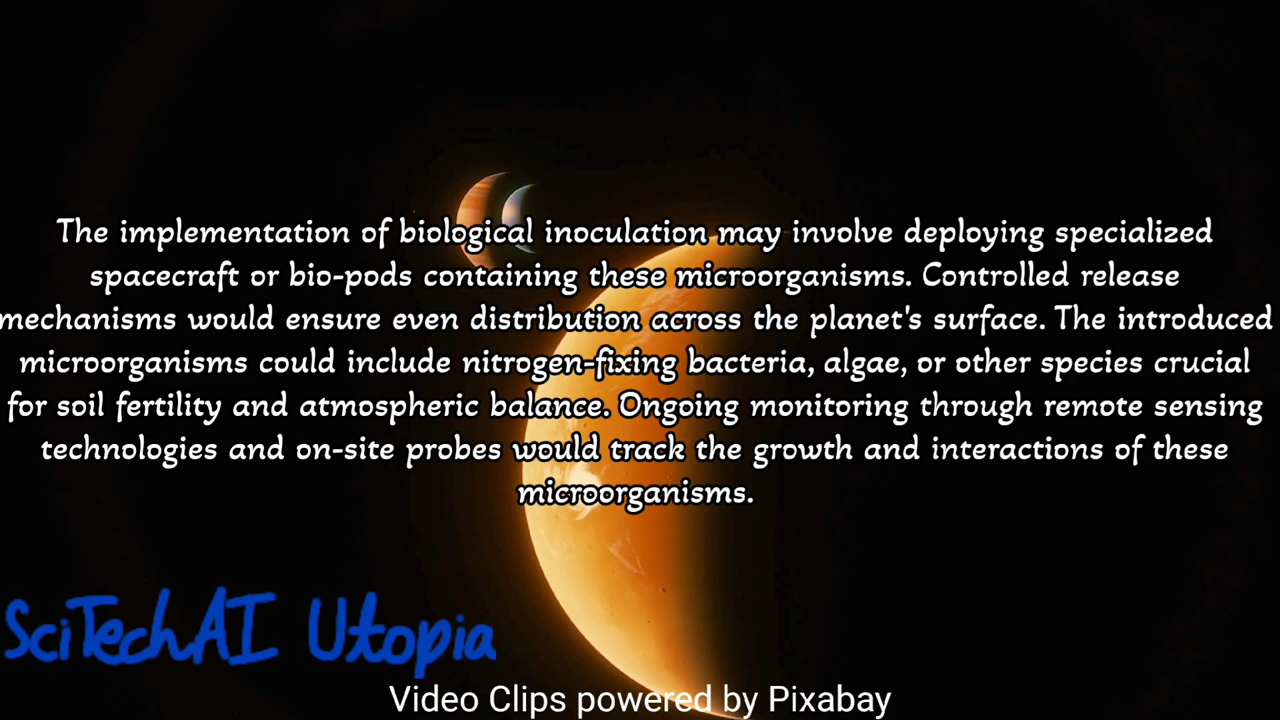 The implementation of biological inoculation may involve deploying specialized
spacecraft or bio-pods containing these microorganisms. Controlled release
mechanisms would ensure even distribution across the planet's surface. The introduced
microorganisms could include nitrogen-fixing bacteria, algae, or other species crucial
for soil fertility and atmospheric balance. Ongoing monitoring through remote sensing
technologies and on-site probes would track the growth and interactions of these
microorganisms.
SciTechAI Utopia
Video Clips powered by Pixabay